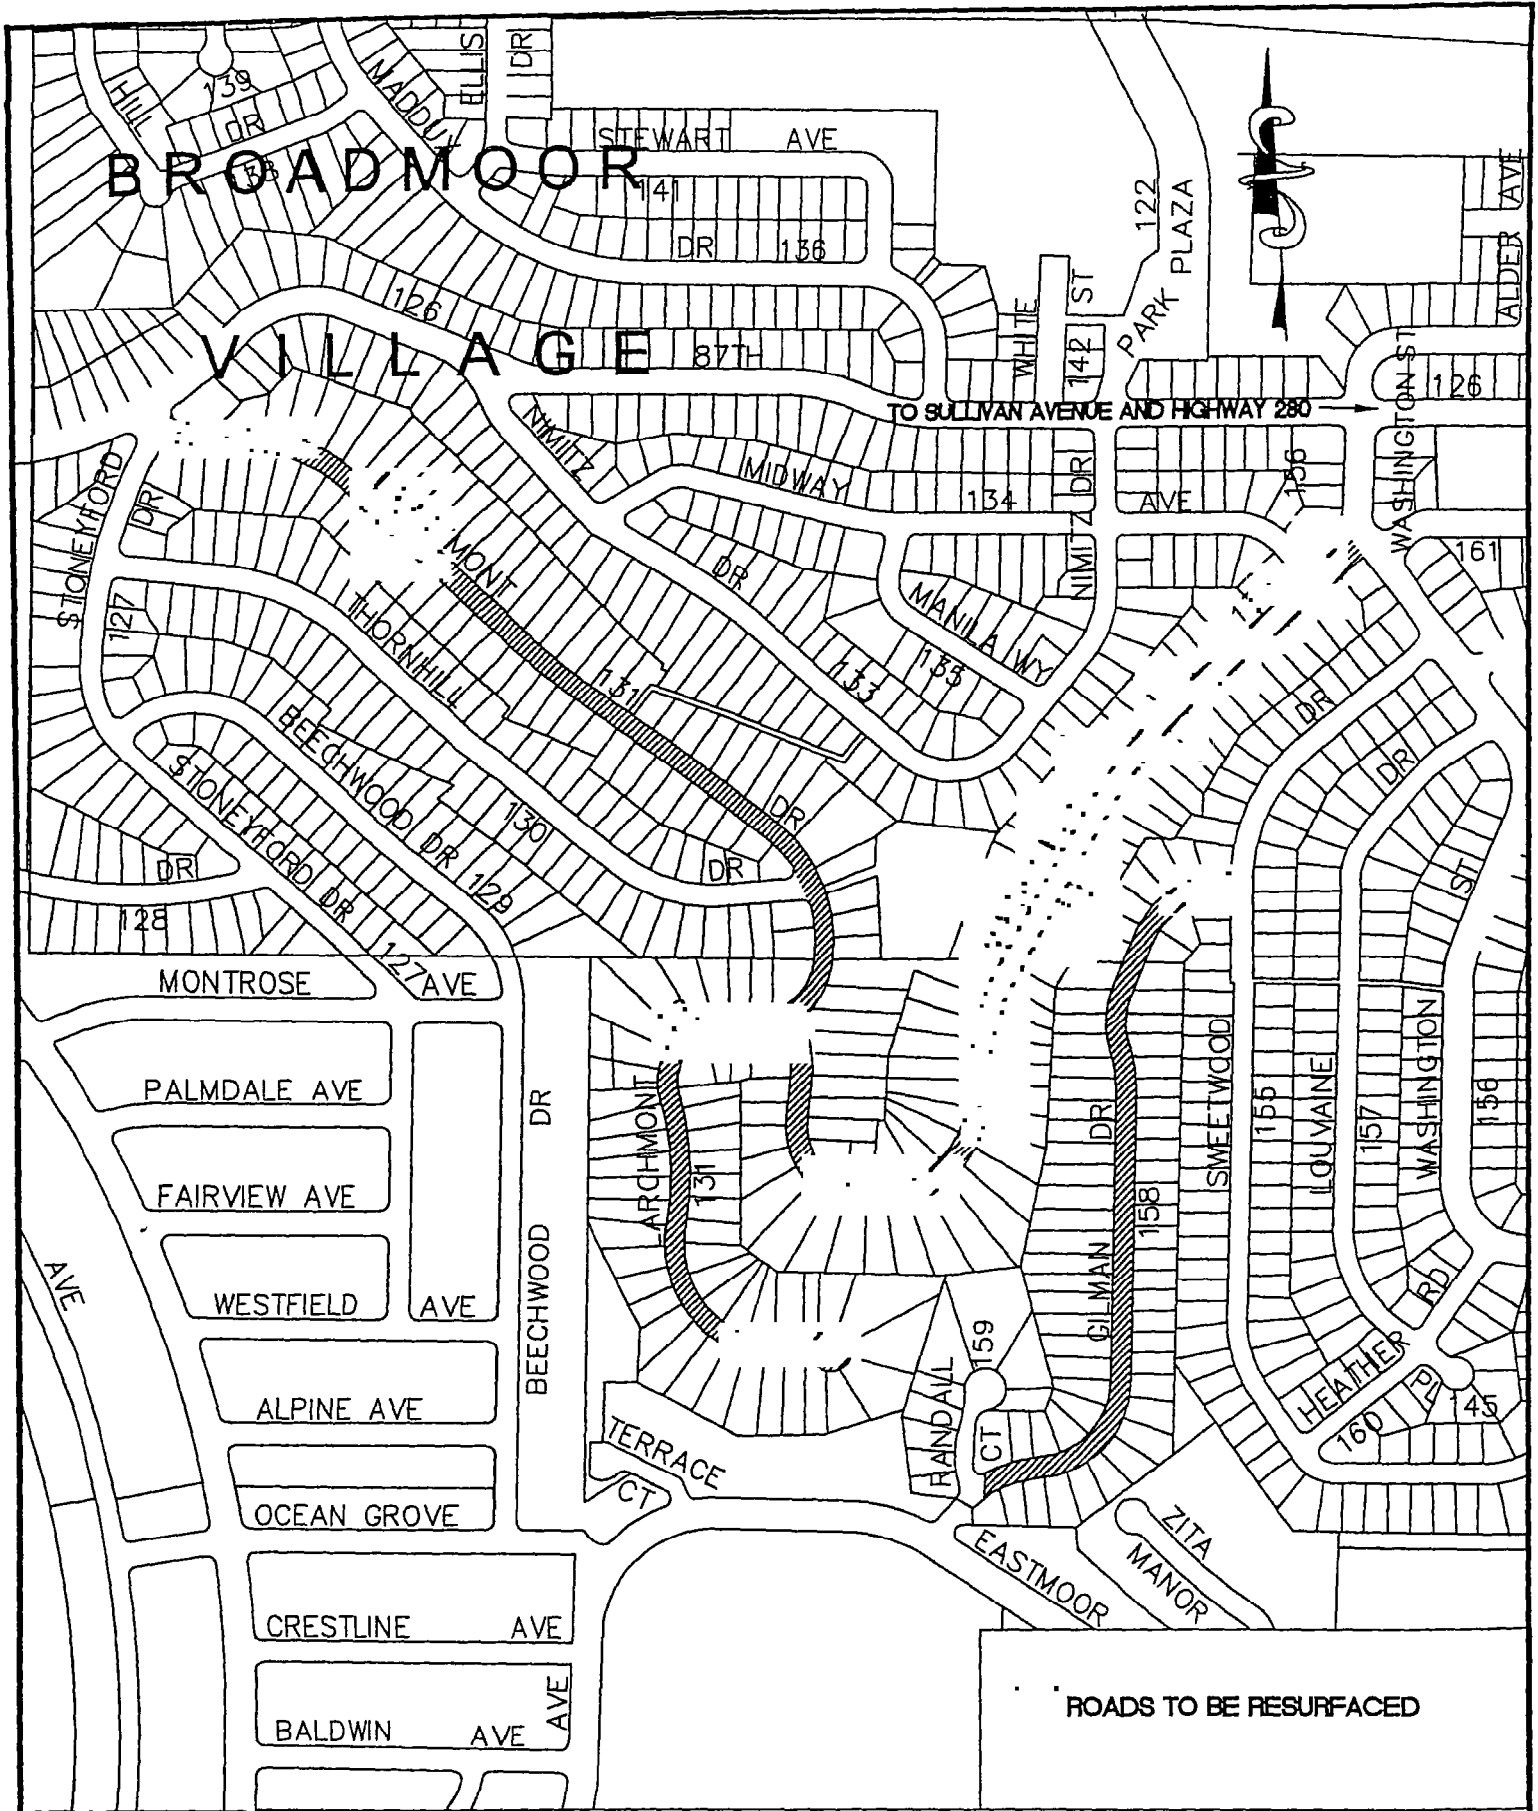 HILL
139
DR
138
MADDUX
ELLIS DR
STEWART AVE
BROADMOOR
141
DR 136
122
PARK PLAZA
ALDER AVE
126
WHITE ST
142
VILLAGE
87TH
WASHINGTON ST
126
TO SULLIVAN AVENUE AND HIGHWAY 280
NIMITZ
MIDWAY
134
NIMITZ DR
AVE
156
161
STONEYFORD
DR
127
MONT
DR
MANILA WY
135
133
THORNHILL
131
DR
DR
DR
ST
BEECHWOOD DR 129
130
DR
STONEYFORD DR
127
DR
128
MONTROSE AVE
PALMDALE AVE
FAIRVIEW AVE
WESTFIELD AVE
ALPINE AVE
OCEAN GROVE
CRESTLINE AVE
BALDWIN AVE
AVE
AVE
BEECHWOOD DR
LARCHMONT
131
GILMAN DR
158
SWEETWOOD
155
LOUVAINE
157
WASHINGTON
156
HEATHER RD
PL
145
160
RANDALL CT
159
TERRACE
CT
EASTMOOR
ZITA
MANOR
ROADS TO BE RESURFACED